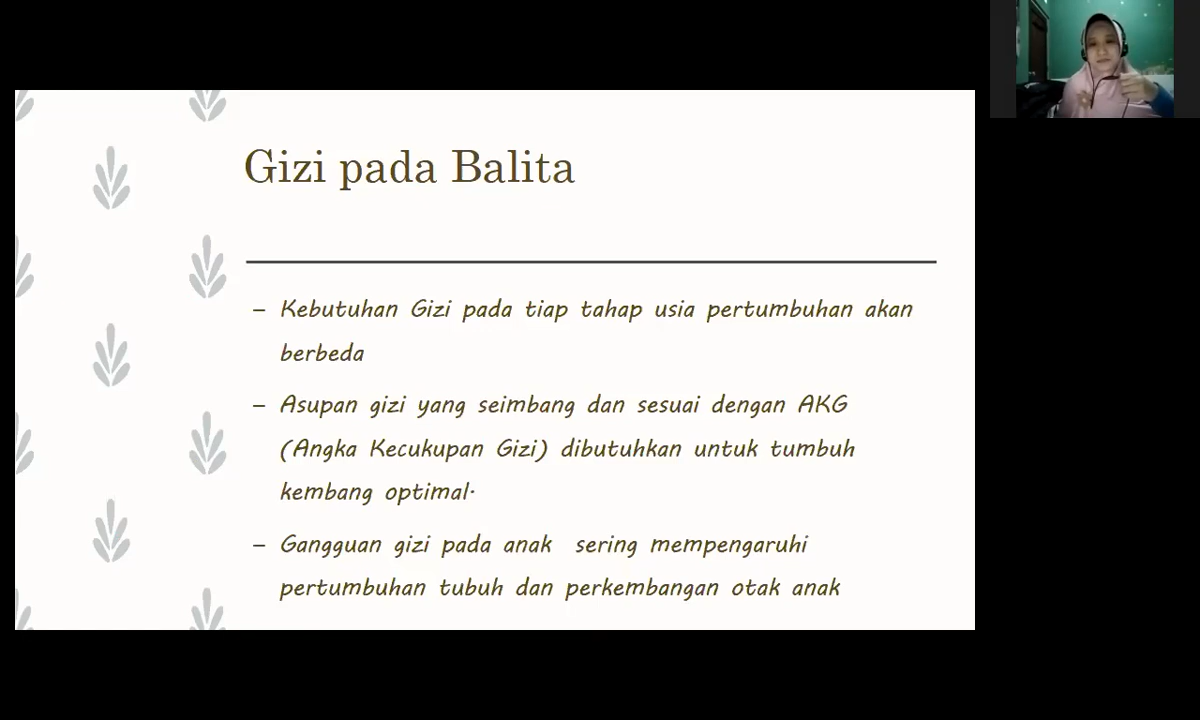 Gizi pada Balita
– Kebutuhan Gizi pada tiap tahap usia pertumbuhan akan
berbeda
– Asupan gizi yang seimbang dan sesuai dengan AKG
(Angka Kecukupan Gizi) dibutuhkan untuk tumbuh
kembang optimal.
– Gangguan gizi pada anak sering mempengaruhi
pertumbuhan tubuh dan perkembangan otak anak